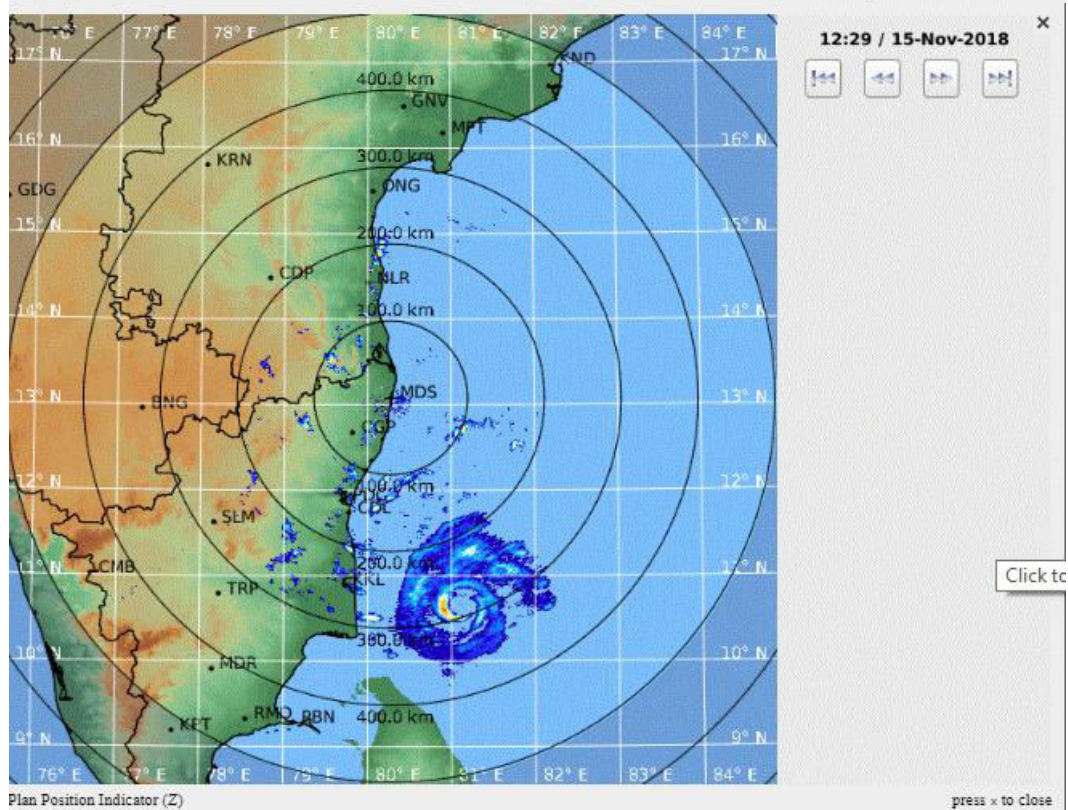 76° E 77° E 78° E 79° E 80° E 81° E 82° E 83° E 84° E
×
12:29 / 15-Nov-2018
17° N 17° N
KND
400.0 km
GNV
MPT
16° N 16° N
300.0 km
KRN
GDG
ONG
15° N 15° N
200.0 km
CDP
NLR
14° N 14° N
100.0 km
MDS
13° N 13° N
BNG
CGP
12° N 12° N
100.0 km
CDL
SLM
200.0 km
11° N 11° N
CMB
KKL
TRP
Click to
300.0 km
10° N 10° N
MDR
400.0 km
RMD PBN
KPT
9° N 9° N
76° E 77° E 78° E 79° E 80° E 81° E 82° E 83° E 84° E
Plan Position Indicator (Z)
press × to close